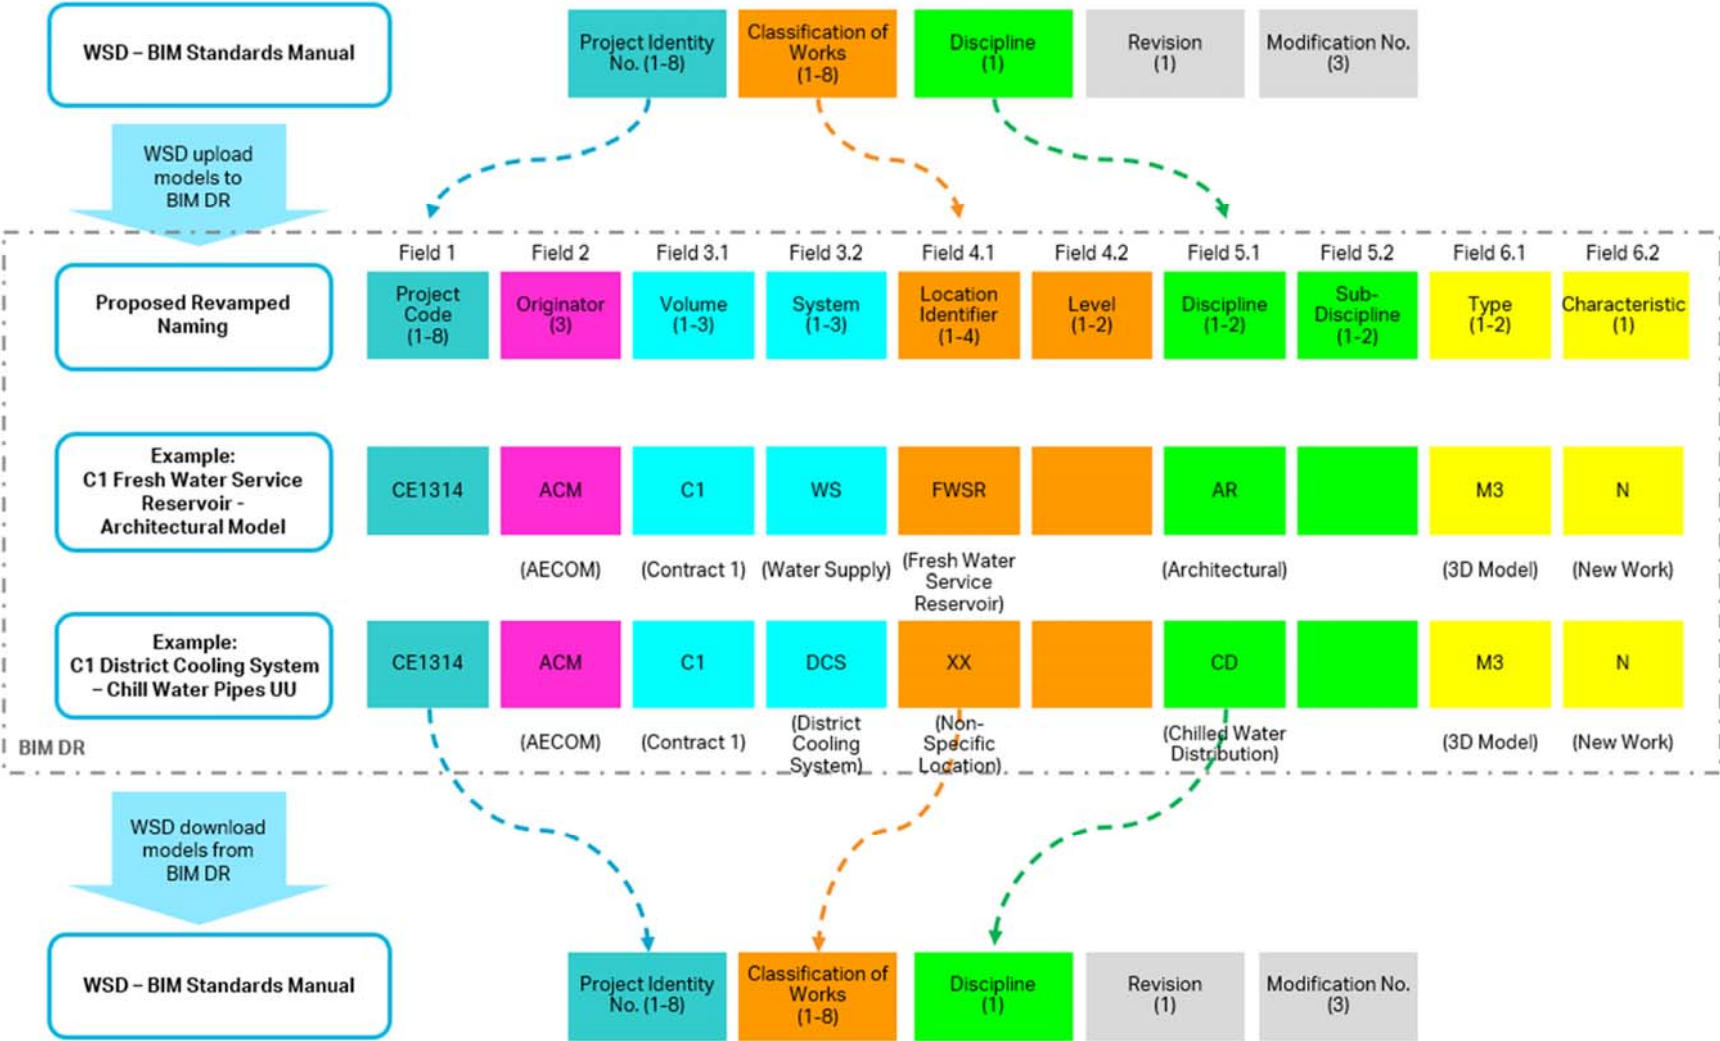 WSD – BIM Standards Manual
Project Identity
No. (1-8)
Classification of
Works
(1-8)
Discipline
(1)
Revision
(1)
Modification No.
(3)
WSD upload
models to
BIM DR
Field 1
Field 2
Field 3.1
Field 3.2
Field 4.1
Field 4.2
Field 5.1
Field 5.2
Field 6.1
Field 6.2
Proposed Revamped
Naming
Project
Code
(1-8)
Originator
(3)
Volume
(1-3)
System
(1-3)
Location
Identifier
(1-4)
Level
(1-2)
Discipline
(1-2)
Sub-
Discipline
(1-2)
Type
(1-2)
Characteristic
(1)
Example:
C1 Fresh Water Service
Reservoir -
Architectural Model
CE1314
ACM
C1
WS
FWSR
AR
M3
N
(AECOM)
(Contract 1)
(Water Supply)
(Fresh Water
Service
Reservoir)
(Architectural)
(3D Model)
(New Work)
Example:
C1 District Cooling System
– Chill Water Pipes UU
CE1314
ACM
C1
DCS
XX
CD
M3
N
(AECOM)
(Contract 1)
(District
Cooling
System)
(Non-
Specific
Location)
(Chilled Water
Distribution)
(3D Model)
(New Work)
BIM DR
WSD download
models from
BIM DR
WSD – BIM Standards Manual
Project Identity
No. (1-8)
Classification of
Works
(1-8)
Discipline
(1)
Revision
(1)
Modification No.
(3)